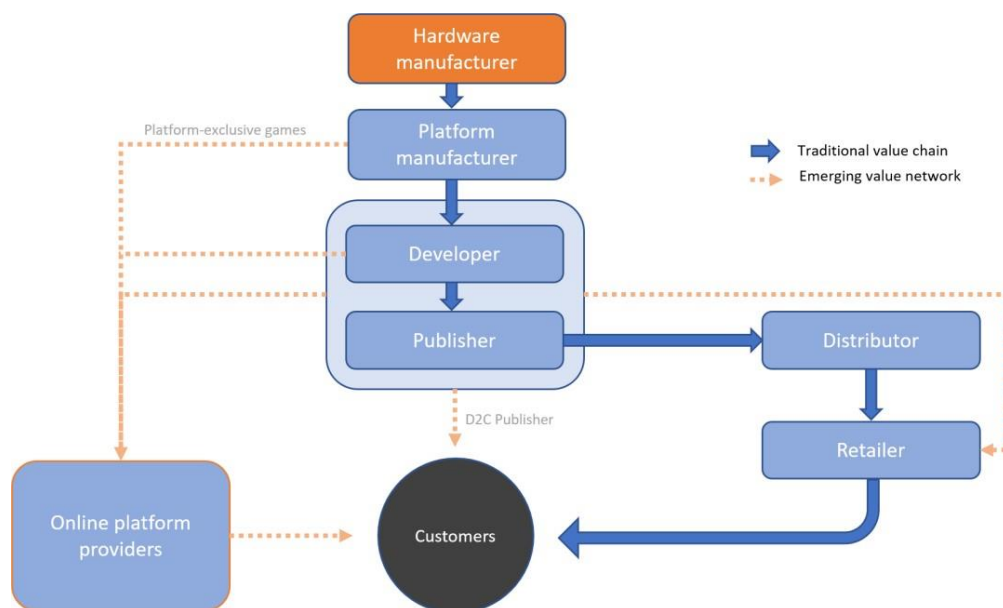 Hardware
manufacturer
Platform-exclusive games
Platform
manufacturer
Traditional value chain
Emerging value network
Developer
Publisher
Distributor
D2C Publisher
Retailer
Online platform
providers
Customers